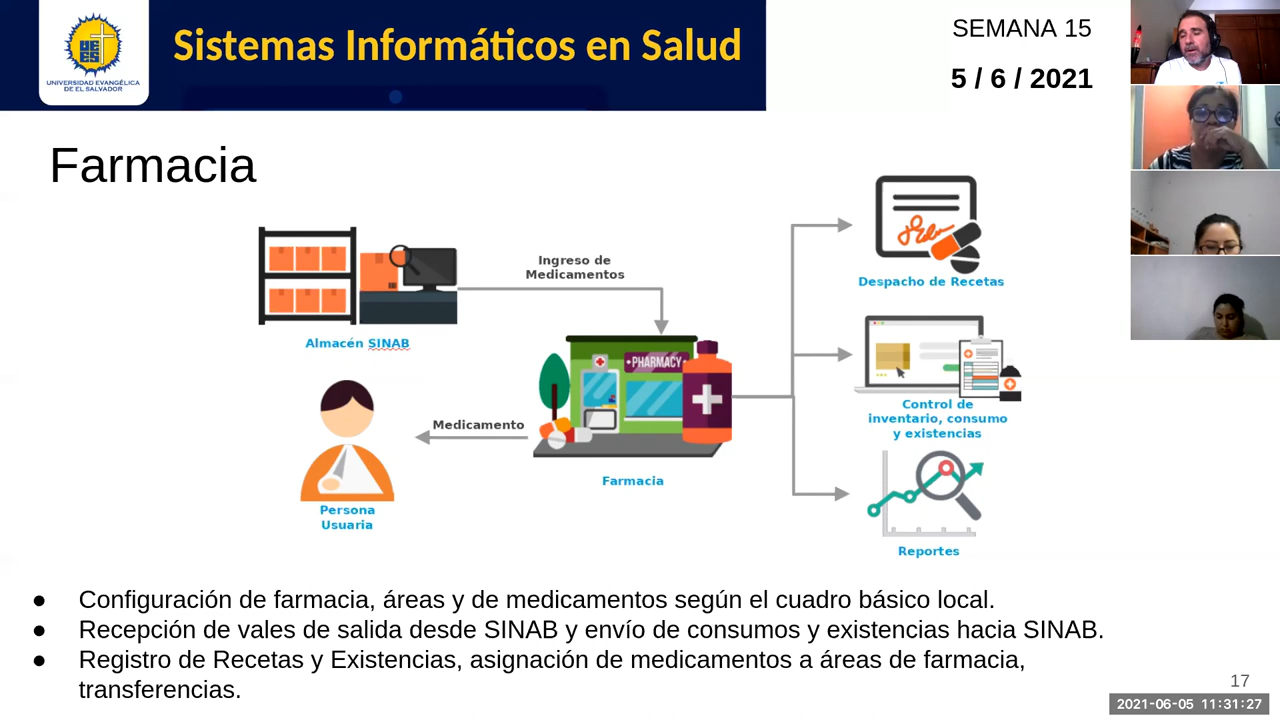 UNIVERSIDAD EVANGÉLICA
DE EL SALVADOR
Sistemas Informáticos en Salud
SEMANA 15
5 / 6 / 2021
Farmacia
Ingreso de
Medicamentos
Almacén SINAB
PHARMACY
Medicamento
Persona
Usuaria
Farmacia
Despacho de Recetas
Control de
inventario, consumo
y existencias
Reportes
● Configuración de farmacia, áreas y de medicamentos según el cuadro básico local.
● Recepción de vales de salida desde SINAB y envío de consumos y existencias hacia SINAB.
● Registro de Recetas y Existencias, asignación de medicamentos a áreas de farmacia,
transferencias.
17
2021-06-05 11:31:27